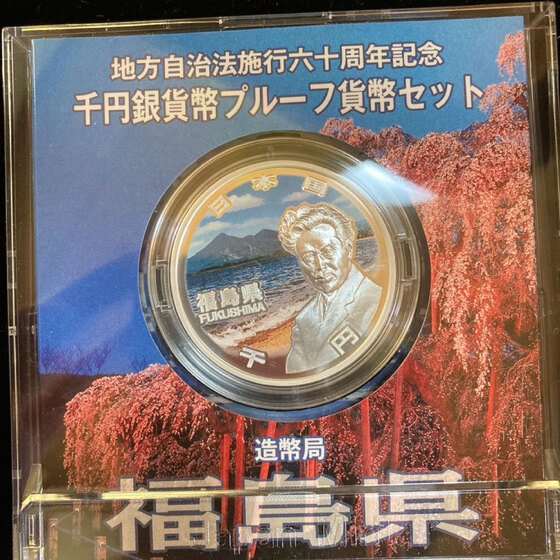 地方自治法施行六十周年記念
千円銀貨幣プルーフ貨幣セット
日本国
福島県
FUKUSHIMA
千円
造幣局
福島県